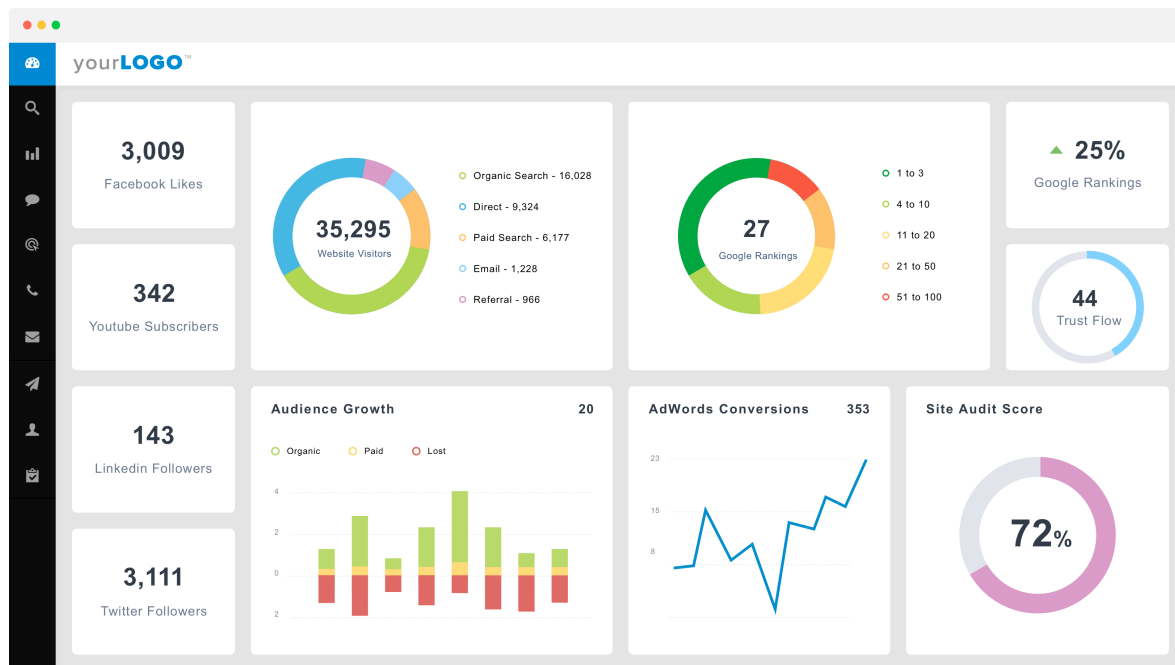 yourLOGO™
3,009
Facebook Likes
342
Youtube Subscribers
143
Linkedin Followers
3,111
Twitter Followers
35,295
Website Visitors
Organic Search - 16,028
Direct - 9,324
Paid Search - 6,177
Email - 1,228
Referral - 966
27
Google Rankings
1 to 3
4 to 10
11 to 20
21 to 50
51 to 100
25%
Google Rankings
44
Trust Flow
Audience Growth 20
Organic Paid Lost
4
2
0
2
AdWords Conversions 353
23
15
8
Site Audit Score
72%